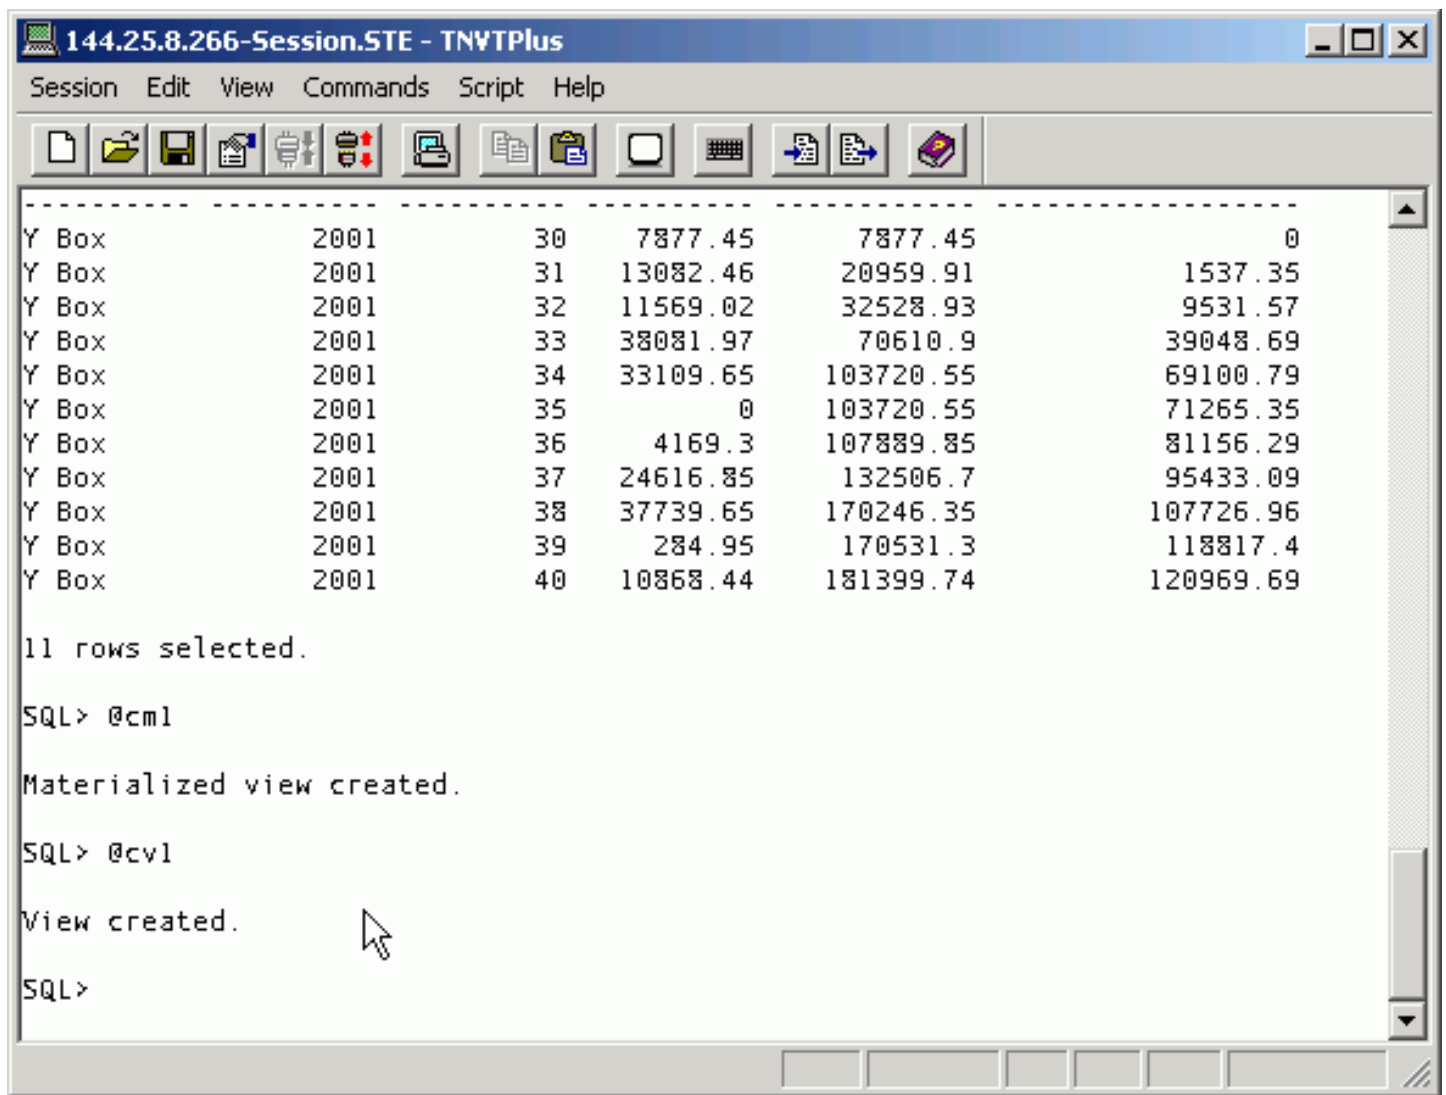 144.25.8.266-Session.STE - TNVTPlus
Session Edit View Commands Script Help
---------- ---------- ---------- ---------- ------------ ------------------
Y Box 2001 30 7877.45 7877.45 0
Y Box 2001 31 13082.46 20959.91 1537.35
Y Box 2001 32 11569.02 32528.93 9531.57
Y Box 2001 33 38081.97 70610.9 39048.69
Y Box 2001 34 33109.65 103720.55 69100.79
Y Box 2001 35 0 103720.55 71265.35
Y Box 2001 36 4169.3 107889.85 81156.29
Y Box 2001 37 24616.85 132506.7 95433.09
Y Box 2001 38 37739.65 170246.35 107726.96
Y Box 2001 39 284.95 170531.3 118817.4
Y Box 2001 40 10868.44 181399.74 120969.69
11 rows selected.
SQL> @cm1
Materialized view created.
SQL> @cv1
View created.
SQL>